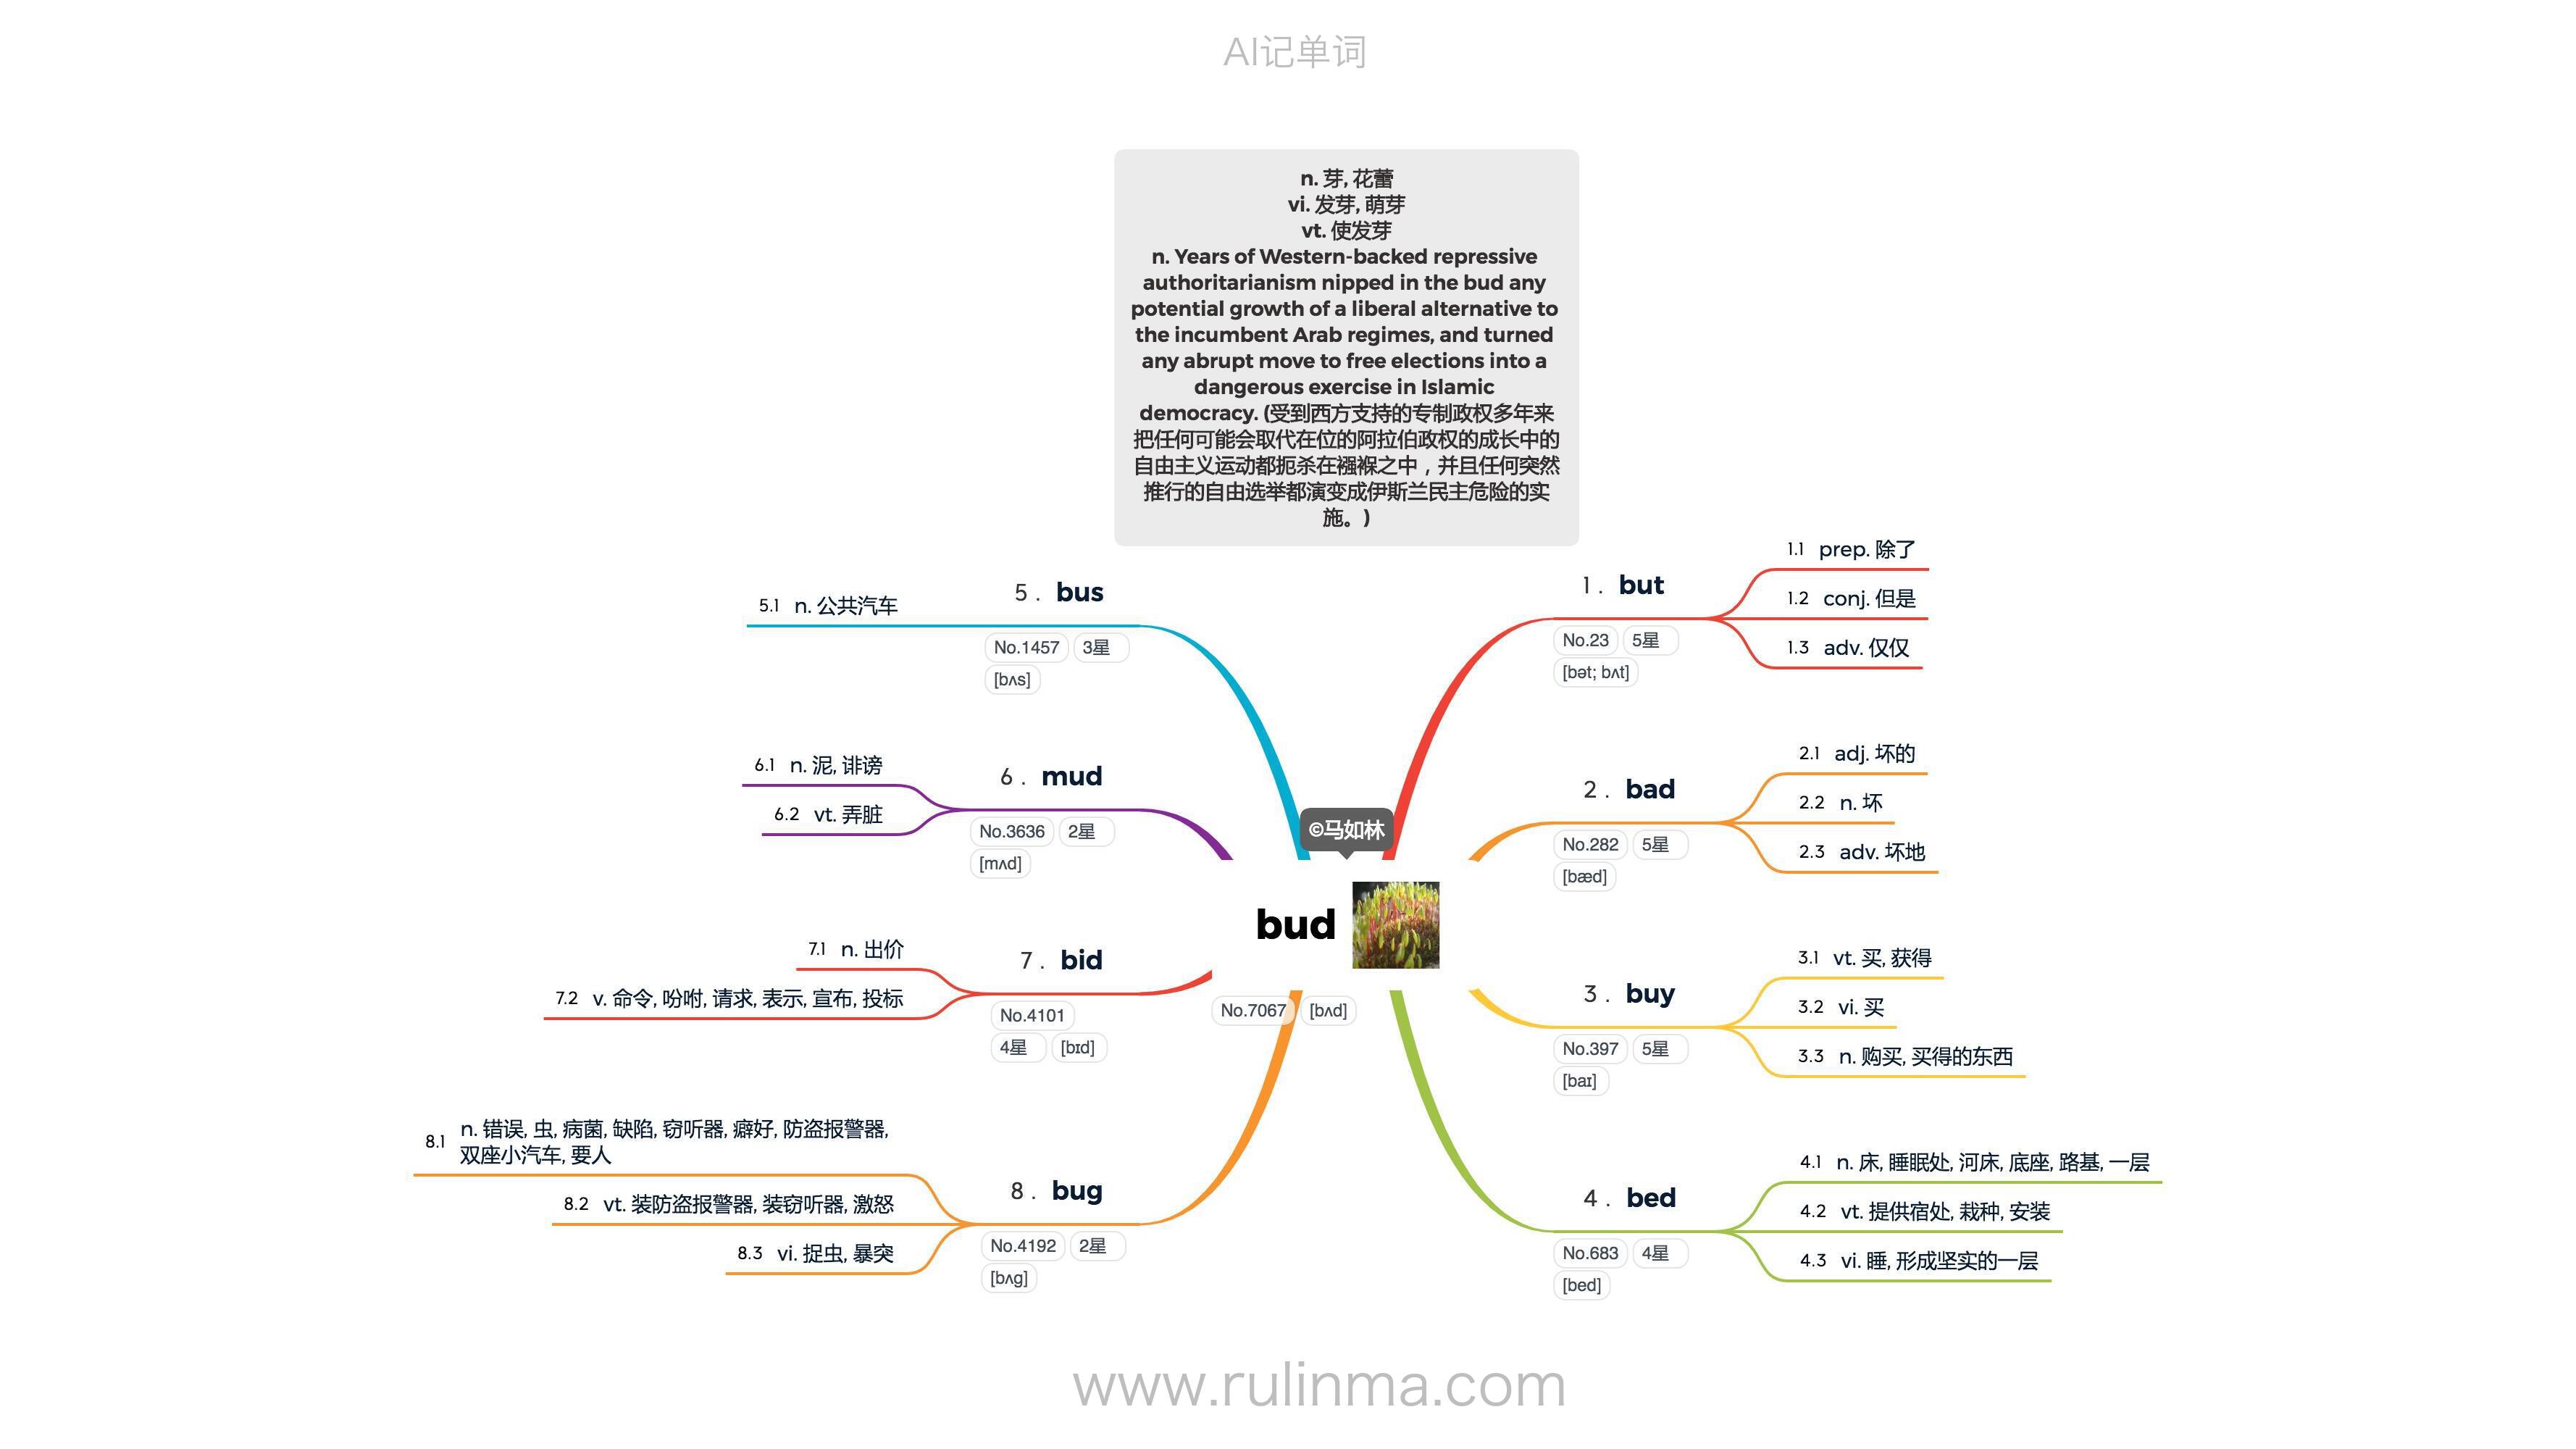 AI记单词
n. 芽, 花蕾
vi. 发芽, 萌芽
vt. 使发芽
n. Years of Western-backed repressive
authoritarianism nipped in the bud any
potential growth of a liberal alternative to
the incumbent Arab regimes, and turned
any abrupt move to free elections into a
dangerous exercise in Islamic
democracy. (受到西方支持的专制政权多年来
把任何可能会取代在位的阿拉伯政权的成长中的
自由主义运动都扼杀在襁褓之中，并且任何突然
推行的自由选举都演变成伊斯兰民主危险的实
施。)
©马如林
bud
No.7067 [bʌd]
1. but
No.23 5星
[bət; bʌt]
1.1 prep. 除了
1.2 conj. 但是
1.3 adv. 仅仅
2. bad
No.282 5星
[bæd]
2.1 adj. 坏的
2.2 n. 坏
2.3 adv. 坏地
3. buy
No.397 5星
[baɪ]
3.1 vt. 买, 获得
3.2 vi. 买
3.3 n. 购买, 买得的东西
4. bed
No.683 4星
[bed]
4.1 n. 床, 睡眠处, 河床, 底座, 路基, 一层
4.2 vt. 提供宿处, 栽种, 安装
4.3 vi. 睡, 形成坚实的一层
5. bus
No.1457 3星
[bʌs]
5.1 n. 公共汽车
6. mud
No.3636 2星
[mʌd]
6.1 n. 泥, 诽谤
6.2 vt. 弄脏
7. bid
No.4101
4星 [bɪd]
7.1 n. 出价
7.2 v. 命令, 吩咐, 请求, 表示, 宣布, 投标
8. bug
No.4192 2星
[bʌg]
8.1 n. 错误, 虫, 病菌, 缺陷, 窃听器, 癖好, 防盗报警器,
双座小汽车, 要人
8.2 vt. 装防盗报警器, 装窃听器, 激怒
8.3 vi. 捉虫, 暴突
www.rulinma.com